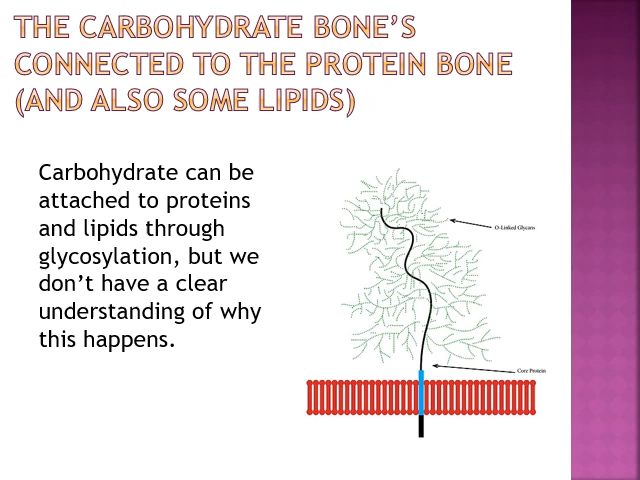 THE CARBOHYDRATE BONE’S
CONNECTED TO THE PROTEIN BONE
(AND ALSO SOME LIPIDS)
Carbohydrate can be
attached to proteins
and lipids through
glycosylation, but we
don’t have a clear
understanding of why
this happens.
O-Linked Glycans
Core Protein